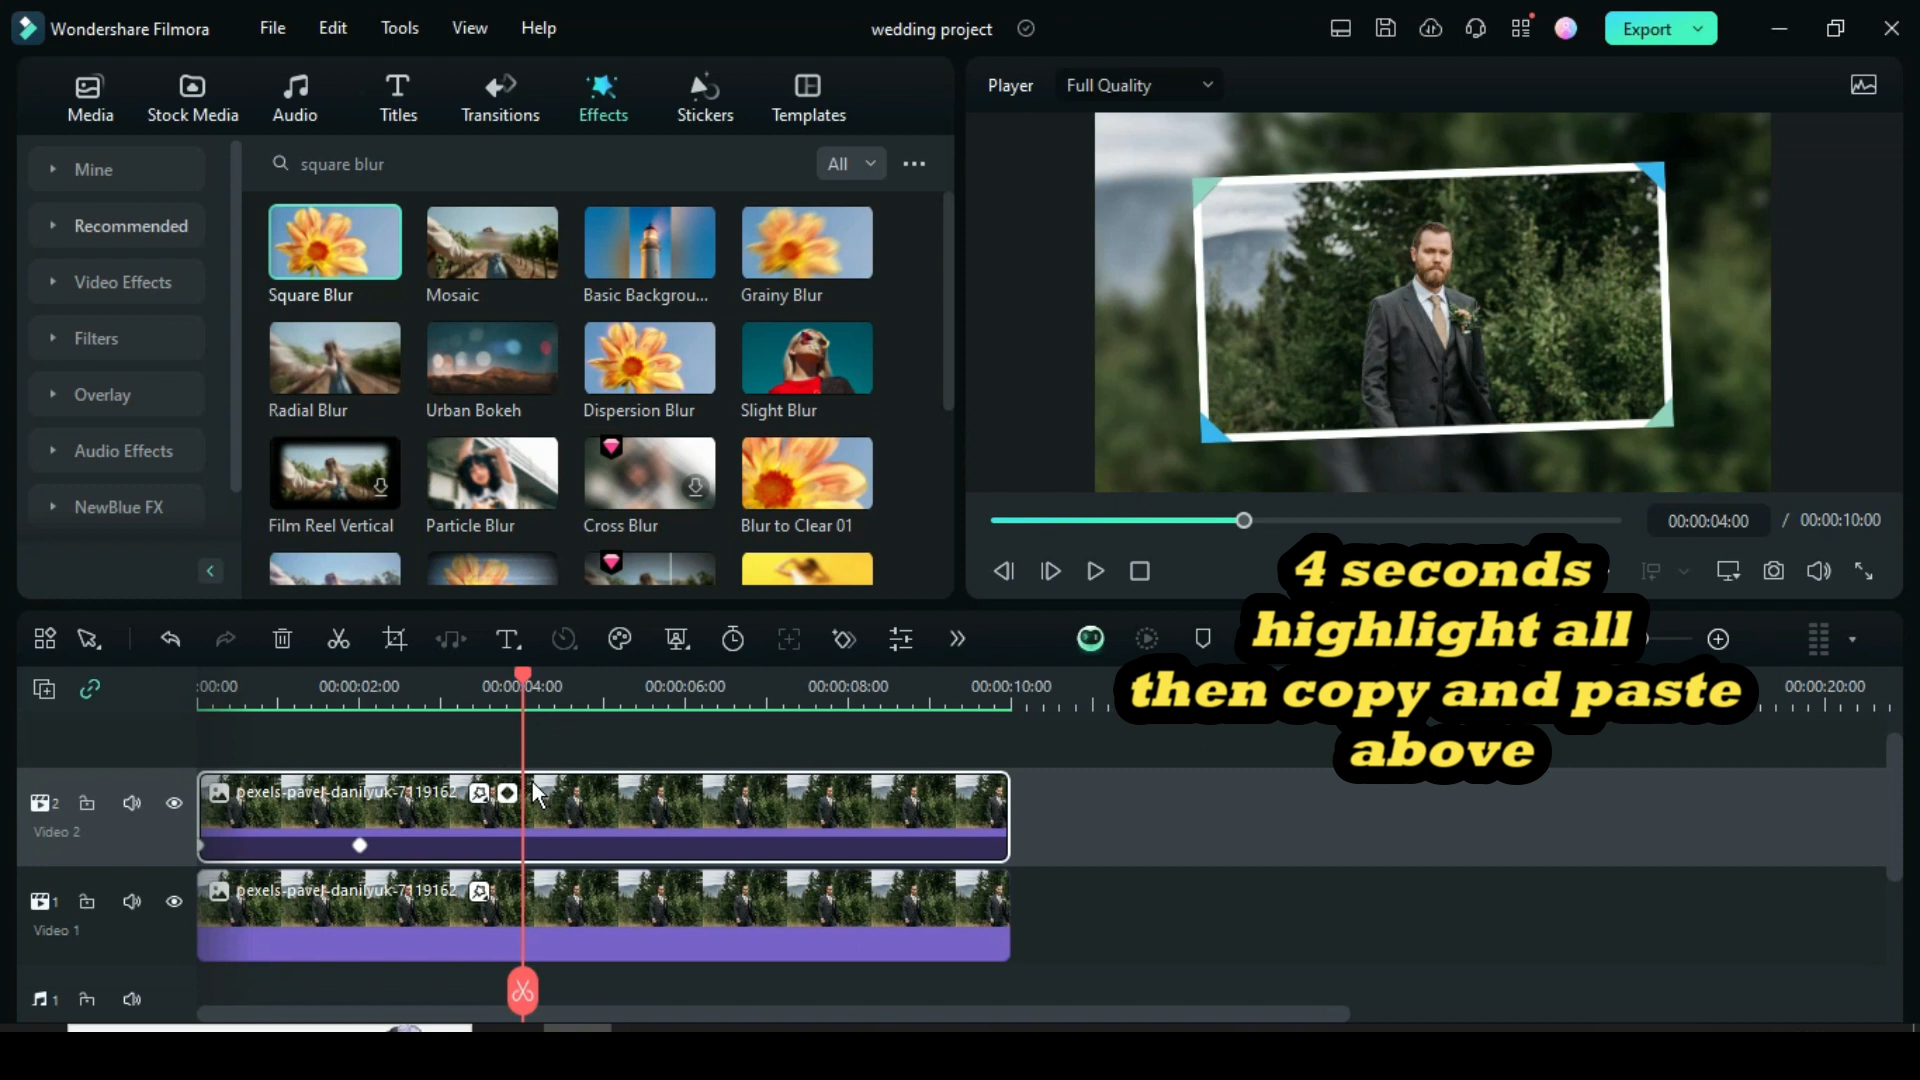 Wondershare Filmora
File
Edit
Tools
View
Help
wedding project
Export
Media
Stock Media
Audio
Titles
Transitions
Effects
Stickers
Templates
Player
Full Quality
Mine
Recommended
Video Effects
Filters
Overlay
Audio Effects
NewBlue FX
square blur
All
Square Blur
Mosaic
Basic Backgrou...
Grainy Blur
Radial Blur
Urban Bokeh
Dispersion Blur
Slight Blur
Film Reel Vertical
Particle Blur
Cross Blur
Blur to Clear 01
00:00:04:00 / 00:00:10:00
4 seconds
highlight all
then copy and paste
above
:00:00
00:00:02:00
00:00:04:00
00:00:06:00
00:00:08:00
00:00:10:00
00:00:20:00
2
Video 2
pexels-pavel-danilyuk-7119162
1
Video 1
pexels-pavel-danilyuk-7119162
1